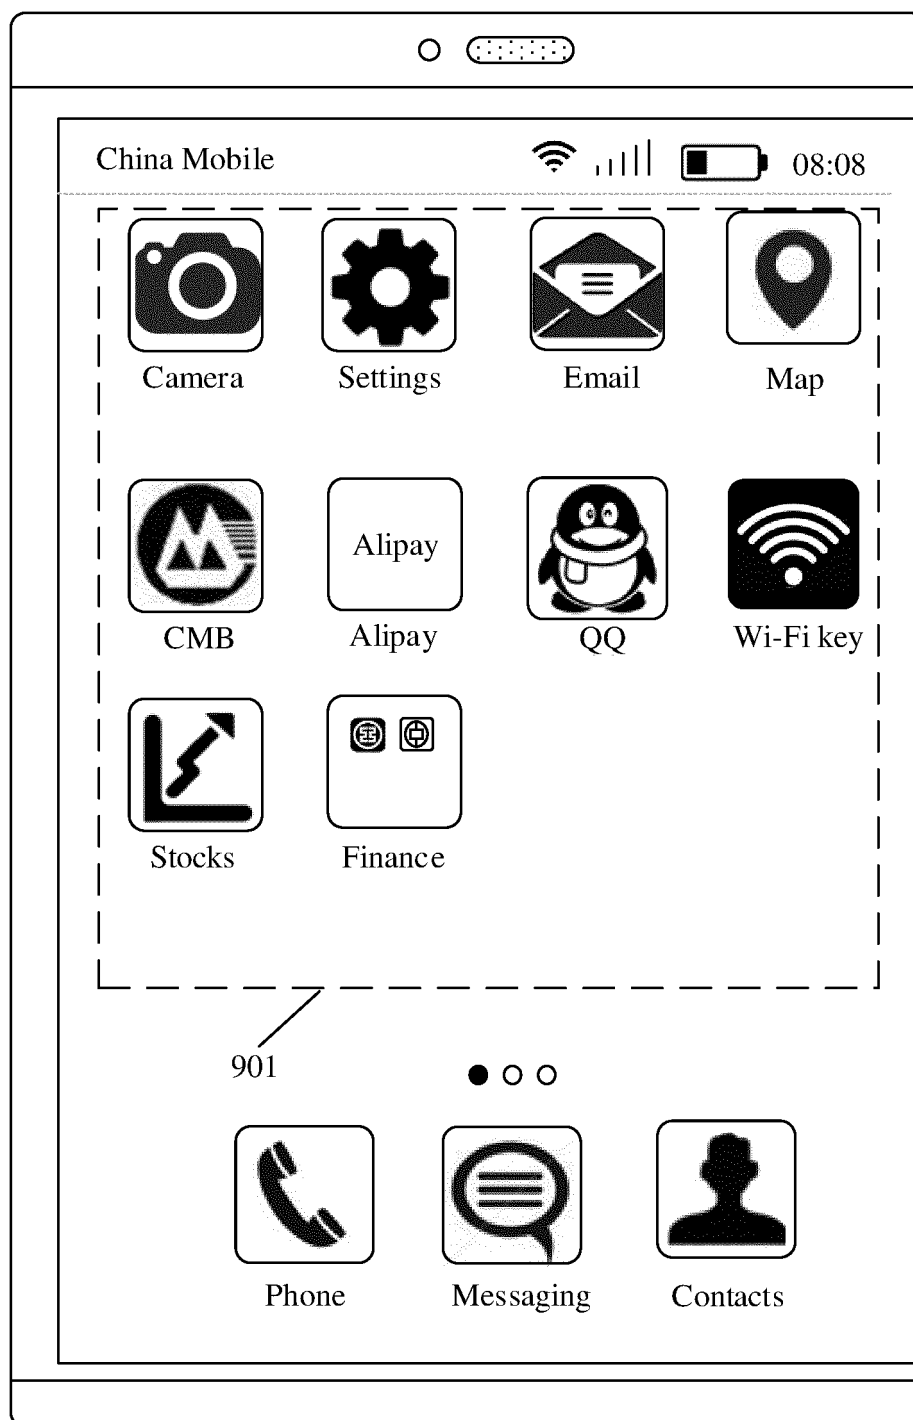 China Mobile 08:08
Camera Settings Email Map
Alipay
CMB Alipay QQ Wi-Fi key
Stocks Finance
901
Phone Messaging Contacts